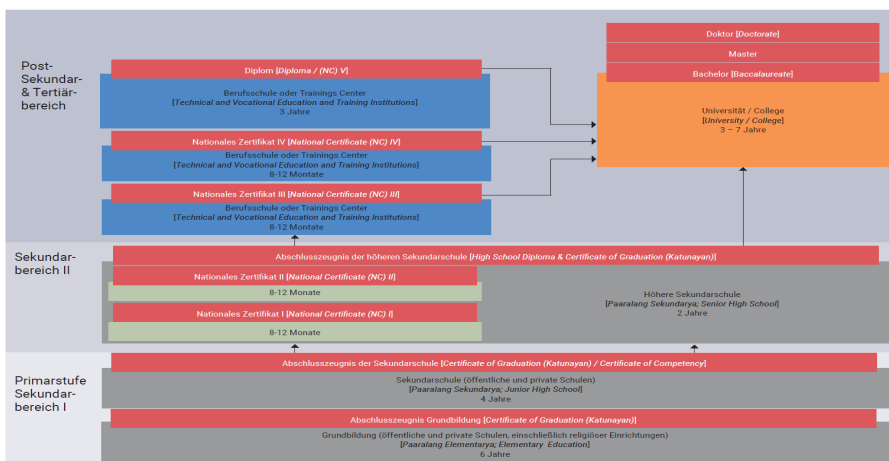 Post-
Sekundar-
& Tertiär-
bereich
Doktor [Doctorate]
Master
Bachelor [Baccalaureate]
Universität / College
[University / College]
3 – 7 Jahre
Diplom [Diploma / (NC) V]
Berufsschule oder Trainings Center
[Technical and Vocational Education and Training Institutions]
3 Jahre
Nationales Zertifikat IV [National Certificate (NC) IV]
Berufsschule oder Trainings Center
[Technical and Vocational Education and Training Institutions]
8-12 Montate
Nationales Zertifikat III [National Certificate (NC) III]
Berufsschule oder Trainings Center
[Technical and Vocational Education and Training Institutions]
8-12 Montate
Sekundar-
bereich II
Abschlusszeugnis der höheren Sekundarschule [High School Diploma & Certificate of Graduation (Katunayan)]
Nationales Zertifikat II [National Certificate (NC) II]
8-12 Monate
Nationales Zertifikat I [National Certificate (NC) I]
8-12 Monate
Höhere Sekundarschule
[Paaralang Sekundarya; Senior High School]
2 Jahre
Primarstufe
Sekundar-
bereich I
Abschlusszeugnis der Sekundarschule [Certificate of Graduation (Katunayan) / Certificate of Competency]
Sekundarschule (öffentliche und private Schulen)
[Paaralang Sekundarya; Junior High School]
4 Jahre
Abschlusszeugnis Grundbildung [Certificate of Graduation (Katunayan)]
Grundbildung (öffentliche und private Schulen, einschließlich religiöser Einrichtungen)
[Paaralang Elementarya; Elementary Education]
6 Jahre